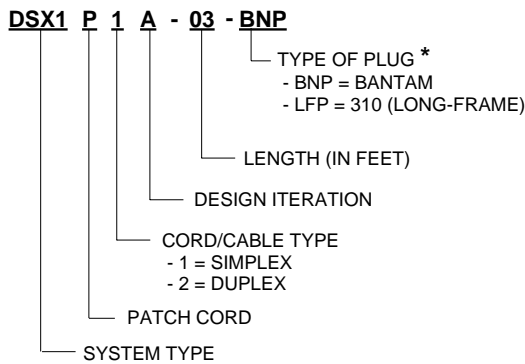 DSX1 P 1 A - 03 - BNP
TYPE OF PLUG *
- BNP = BANTAM
- LFP = 310 (LONG-FRAME)
LENGTH (IN FEET)
DESIGN ITERATION
CORD/CABLE TYPE
- 1 = SIMPLEX
- 2 = DUPLEX
PATCH CORD
SYSTEM TYPE